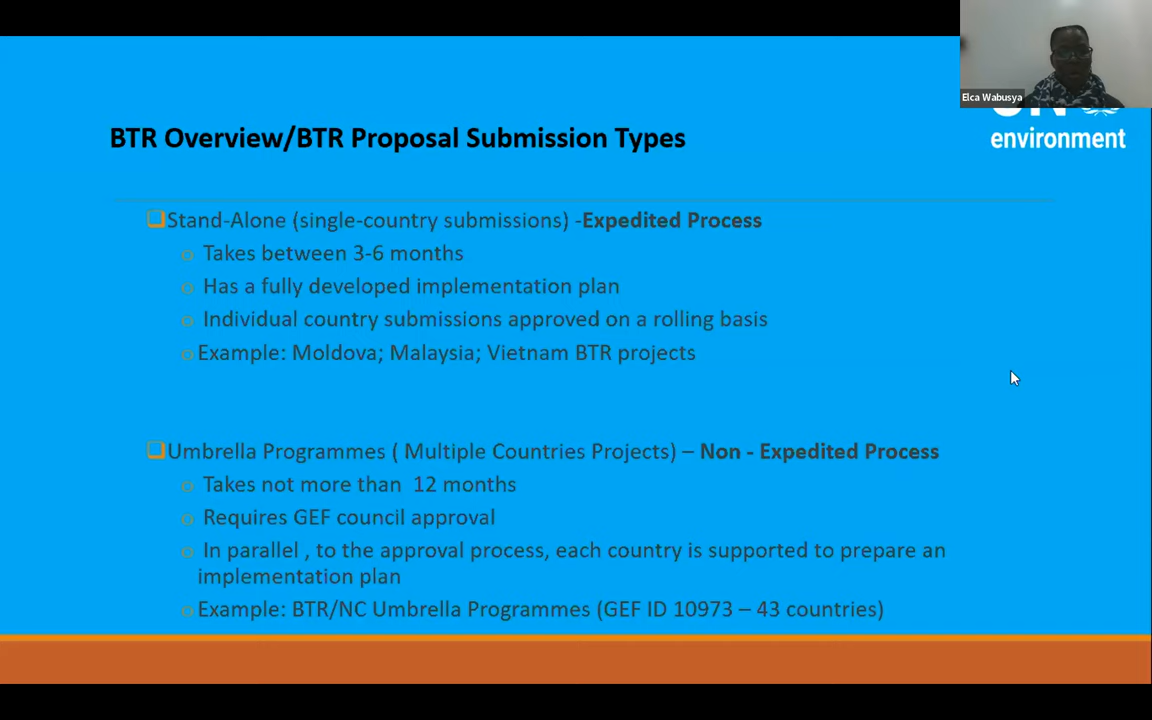 Elca Wabusya
environment
BTR Overview/BTR Proposal Submission Types
Stand-Alone (single-country submissions) -Expedited Process
Takes between 3-6 months
Has a fully developed implementation plan
Individual country submissions approved on a rolling basis
Example: Moldova; Malaysia; Vietnam BTR projects
Umbrella Programmes ( Multiple Countries Projects) – Non - Expedited Process
Takes not more than 12 months
Requires GEF council approval
In parallel , to the approval process, each country is supported to prepare an
implementation plan
Example: BTR/NC Umbrella Programmes (GEF ID 10973 – 43 countries)